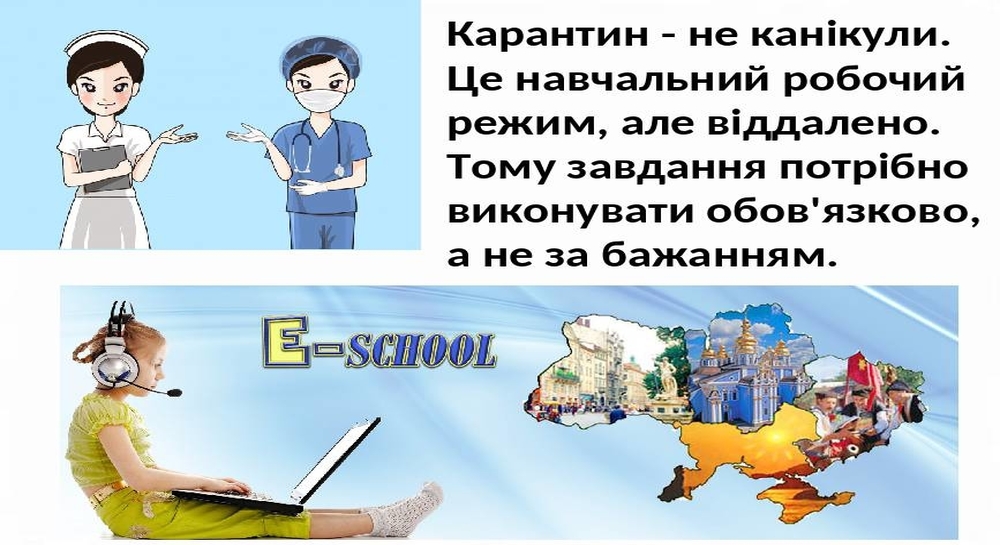 Карантин - не канікули.
Це навчальний робочий
режим, але віддалено.
Тому завдання потрібно
виконувати обов'язково,
а не за бажанням.
E-SCHOOL